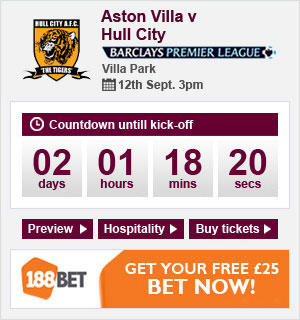 Aston Villa v
Hull City
HULL CITY A.F.C.
THE TIGERS
BARCLAYS PREMIER LEAGUE
Villa Park
12th Sept. 3pm
Countdown untill kick-off
02 01 18 20
days hours mins secs
Preview Hospitality Buy tickets
188BET
GET YOUR FREE £25
BET NOW!